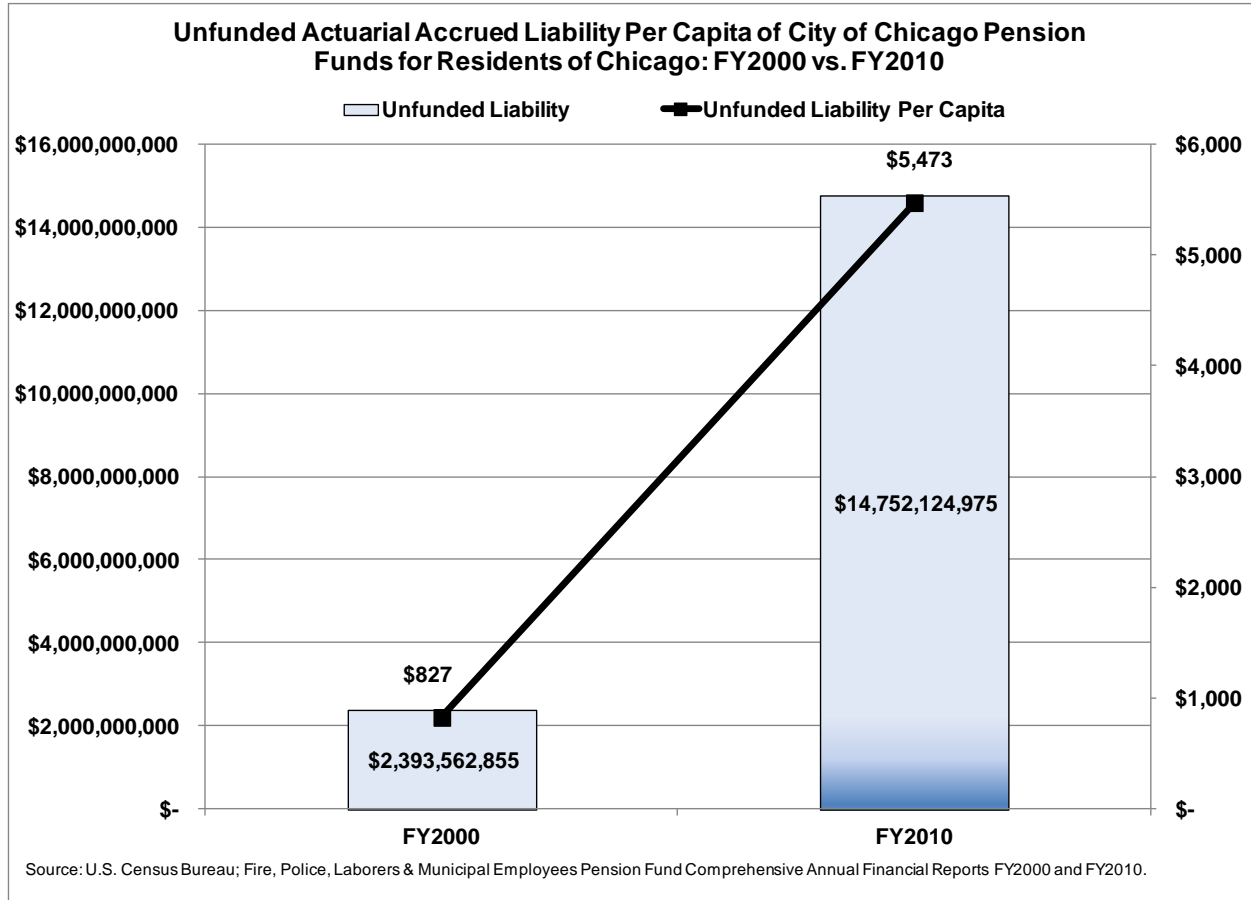 Unfunded Actuarial Accrued Liability Per Capita of City of Chicago Pension
Funds for Residents of Chicago: FY2000 vs. FY2010
Unfunded Liability
Unfunded Liability Per Capita
$16,000,000,000
$14,000,000,000
$12,000,000,000
$10,000,000,000
$8,000,000,000
$6,000,000,000
$4,000,000,000
$2,000,000,000
$-
$827
$2,393,562,855
$5,473
$14,752,124,975
$6,000
$5,000
$4,000
$3,000
$2,000
$1,000
$-
FY2000
FY2010
Source: U.S. Census Bureau; Fire, Police, Laborers & Municipal Employees Pension Fund Comprehensive Annual Financial Reports FY2000 and FY2010.